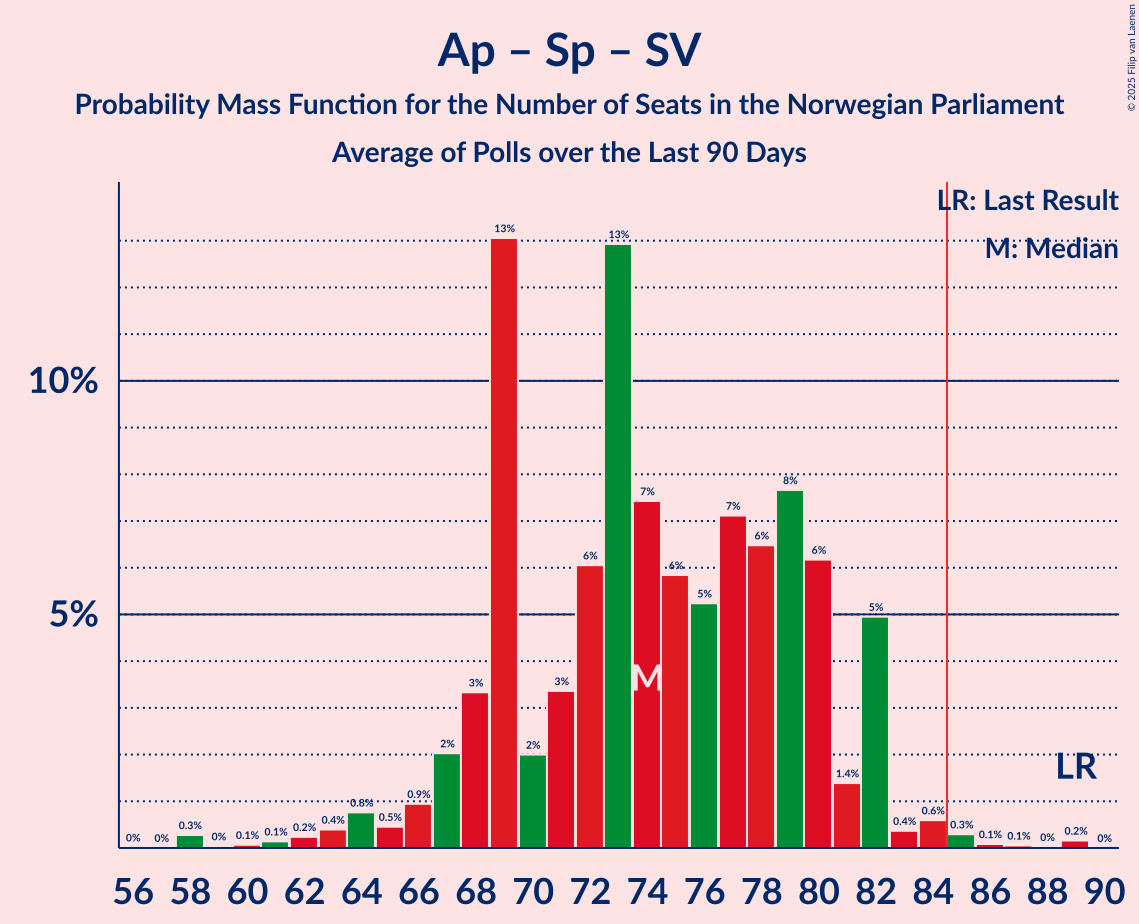 Ap – Sp – SV
Probability Mass Function for the Number of Seats in the Norwegian Parliament
Average of Polls over the Last 90 Days
© 2025 Filip van Laenen
LR: Last Result
M: Median
10%
5%
0% 0% 0.3% 0% 0.1% 0.1% 0.2% 0.4% 0.8% 0.5% 0.9% 2% 3% 13% 2% 3% 6% 13% 7% 6% 5% 7% 6% 8% 6% 1.4% 5% 0.4% 0.6% 0.3% 0.1% 0.1% 0% 0.2% 0%
M
LR
56 58 60 62 64 66 68 70 72 74 76 78 80 82 84 86 88 90